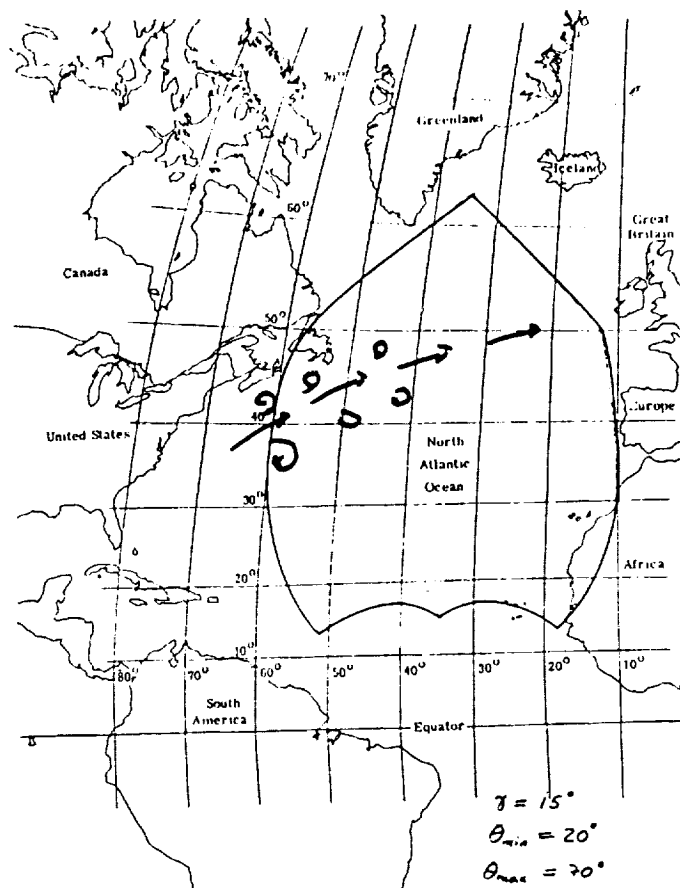 70°
Greenland
Iceland
60°
Great
Britain
Canada
50°
40°
Europe
United States
North
Atlantic
Ocean
30°
20°
Africa
10°
80° 70° 60° 50° 40° 30° 20° 10°
South
America
Equator
γ = 15°
θmin = 20°
θmax = 70°